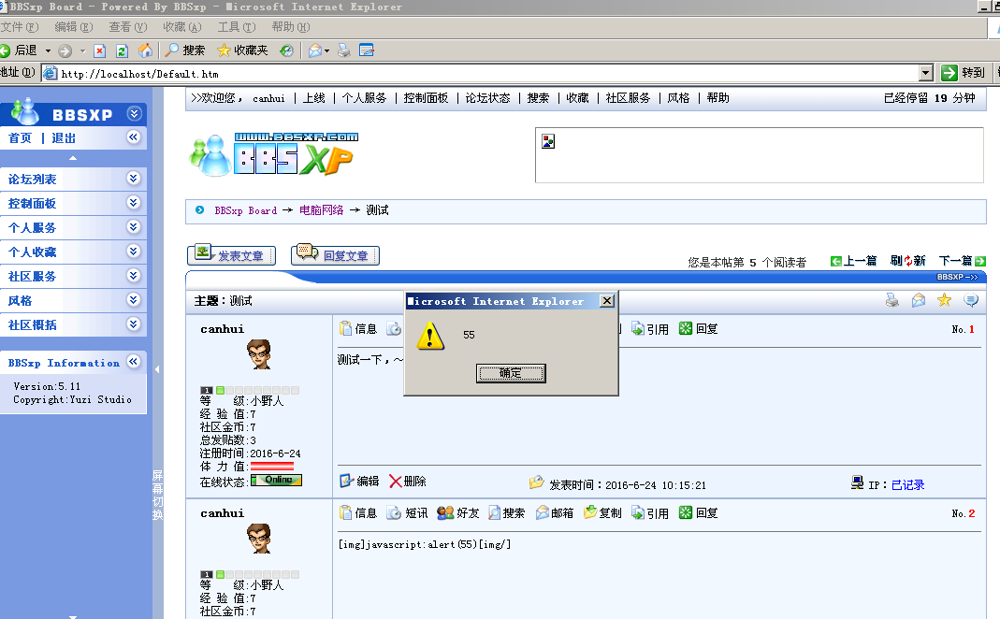 BBSxp Board - Powered By BBSxp - Microsoft Internet Explorer
文件(F) 编辑(E) 查看(V) 收藏(A) 工具(T) 帮助(H)
后退 搜索 收藏夹
地址(D) http://localhost/Default.htm 转到
BBSXP
首页 | 退出
论坛列表
控制面板
个人服务
个人收藏
社区服务
风格
社区概括
BBSxp Information
Version:5.11
Copyright:Yuzi Studio
屏幕切换
>>欢迎您， canhui | 上线 | 个人服务 | 控制面板 | 论坛状态 | 搜索 | 收藏 | 社区服务 | 风格 | 帮助 已经停留 19 分钟
www.BBSXP.com
BBSXP
BBSxp Board → 电脑网络 → 测试
发表文章 回复文章 您是本帖第 5 个阅读者 上一篇 刷新 下一篇
BBSXP
主题：测试
Microsoft Internet Explorer
55
确定
canhui 信息 引用 回复 No.1
测试一下，～
1
等 级:小野人
经 验 值:7
社区金币:7
总发贴数:3
注册时间:2016-6-24
体 力 值:
在线状态: Online
编辑 删除 发表时间：2016-6-24 10:15:21 IP：已记录
canhui 信息 短讯 好友 搜索 邮箱 复制 引用 回复 No.2
[img]javascript:alert(55)[img/]
1
等 级:小野人
经 验 值:7
社区金币:7